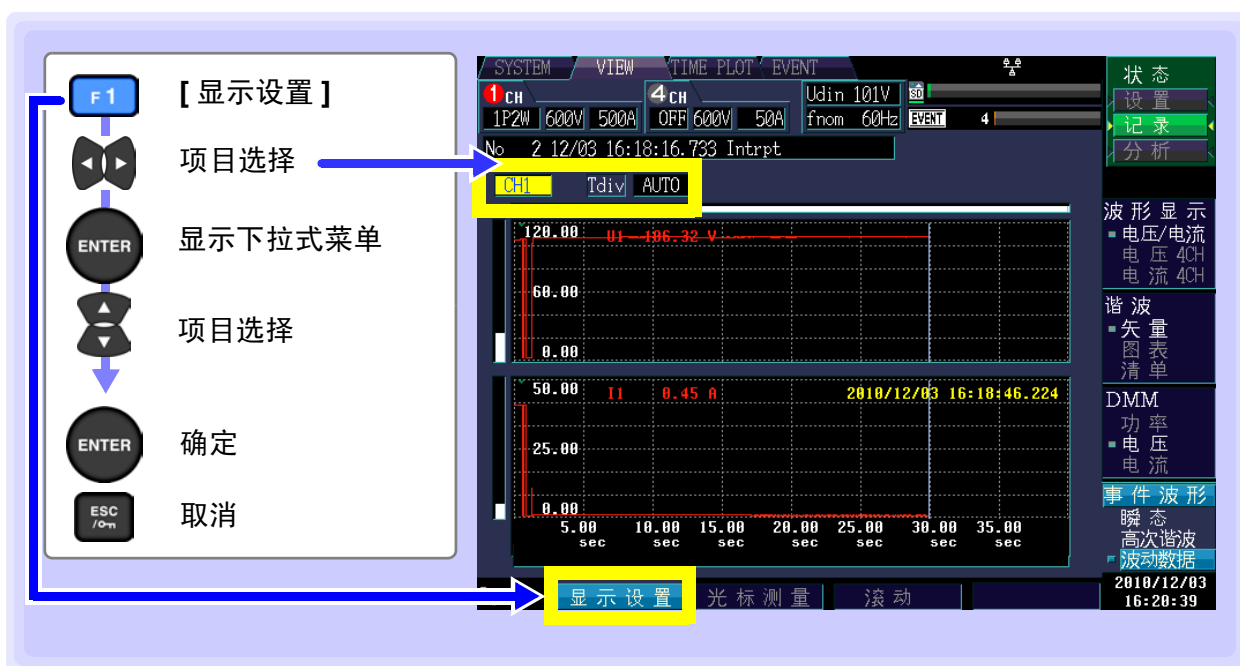 F1 [ 显示设置 ]
项目选择
ENTER 显示下拉式菜单
项目选择
ENTER 确定
ESC 取消
SYSTEM VIEW TIME PLOT EVENT
1 CH 4 CH Udin 101V SD
1P2W 600V 500A OFF 600V 50A fnom 60Hz EVENT 4
No 2 12/03 16:18:16.733 Intrpt
CH1 Tdiv AUTO
120.00 U1 106.32 V
60.00
0.00
50.00 I1 0.45 A 2010/12/03 16:18:46.224
25.00
0.00
5.00 10.00 15.00 20.00 25.00 30.00 35.00
sec sec sec sec sec sec sec
显示设置 光标测量 滚动
状态
设置
记录
分析
波形显示
电压/电流
电压 4CH
电流 4CH
谐波
矢量
图表
清单
DMM
功率
电压
电流
事件波形
瞬态
高次谐波
波动数据
2010/12/03
16:20:39